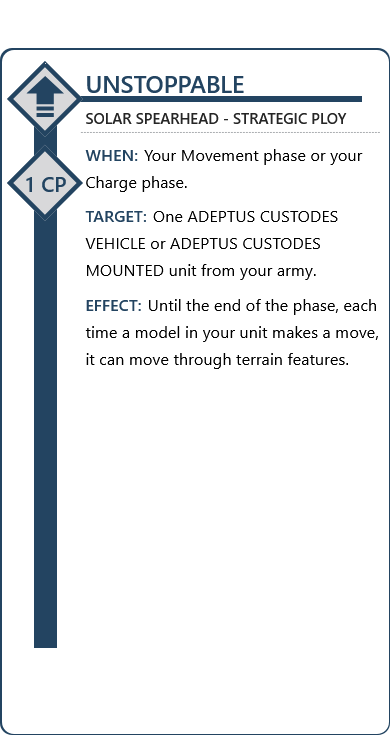 UNSTOPPABLE
SOLAR SPEARHEAD - STRATEGIC PLOY
1 CP
WHEN: Your Movement phase or your
Charge phase.
TARGET: One ADEPTUS CUSTODES
VEHICLE or ADEPTUS CUSTODES
MOUNTED unit from your army.
EFFECT: Until the end of the phase, each
time a model in your unit makes a move,
it can move through terrain features.